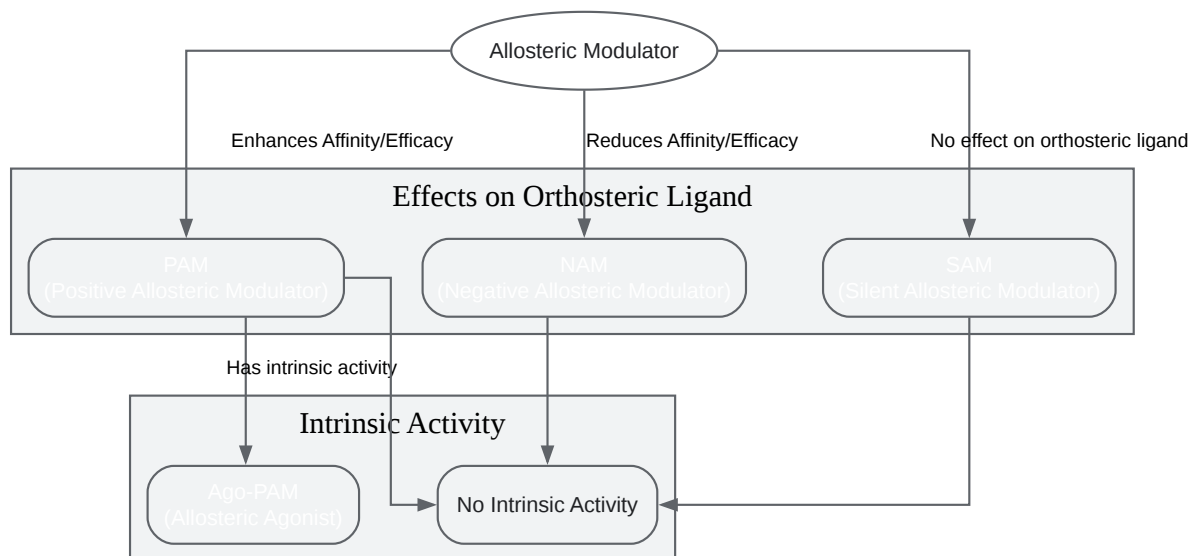 Allosteric Modulator
Enhances Affinity/Efficacy
Reduces Affinity/Efficacy
No effect on orthosteric ligand
Effects on Orthosteric Ligand
PAM
(Positive Allosteric Modulator)
NAM
(Negative Allosteric Modulator)
SAM
(Silent Allosteric Modulator)
Has intrinsic activity
Intrinsic Activity
Ago-PAM
(Allosteric Agonist)
No Intrinsic Activity